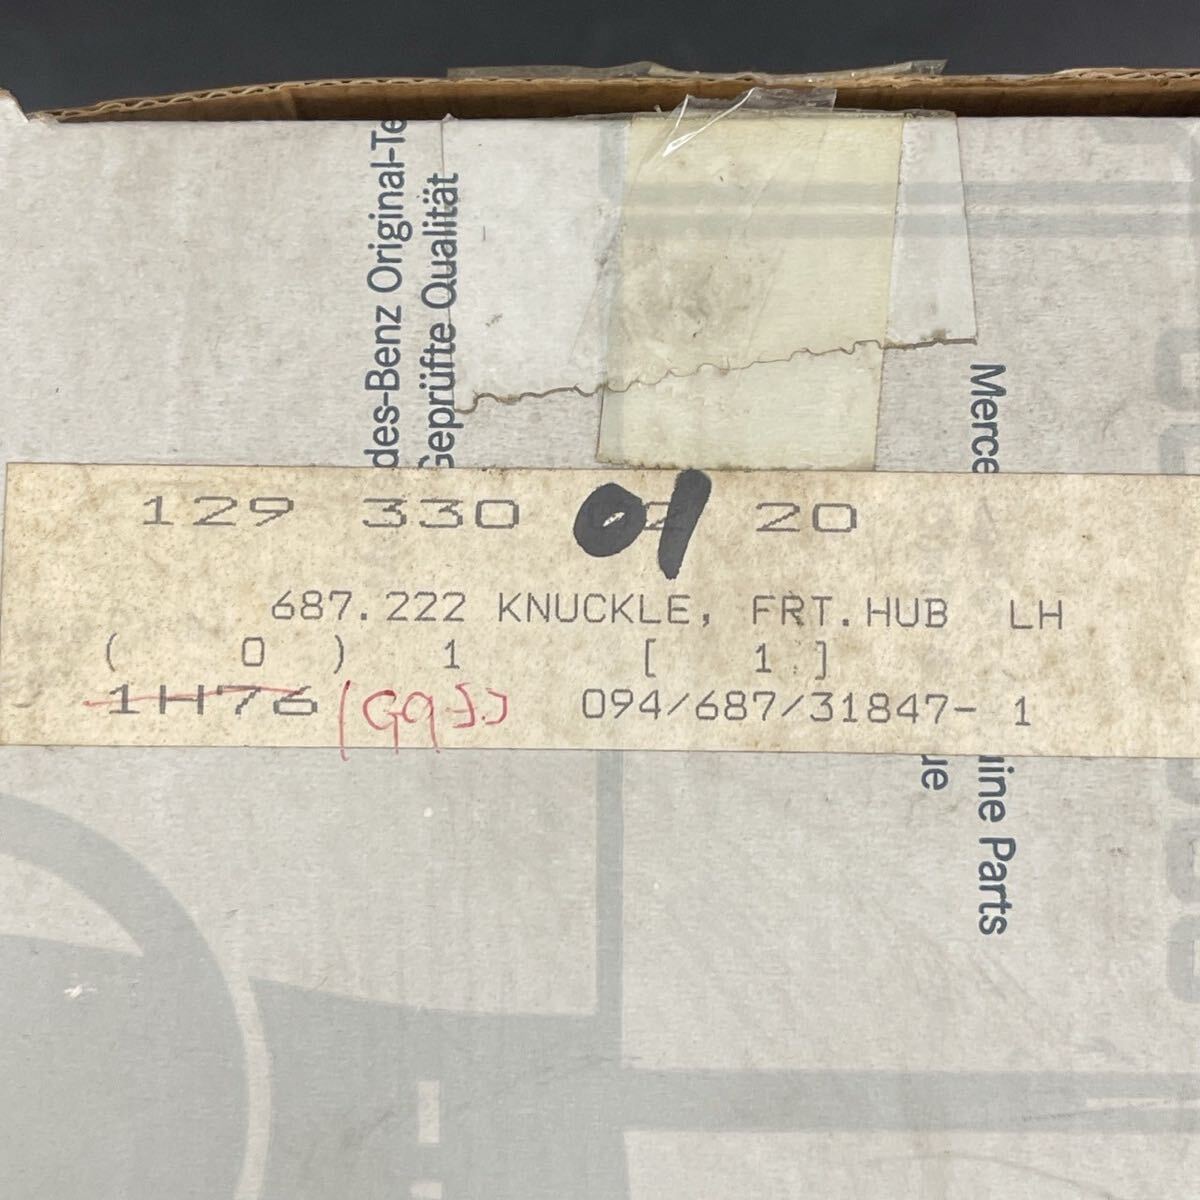 des-Benz Original-Te
Geprüfte Qualität
Merce
129 330 01 20
687.222 KNUCKLE, FRT.HUB LH
( 0 ) 1 [ 1 ]
1H76 094/687/31847- 1
ue
uine Parts